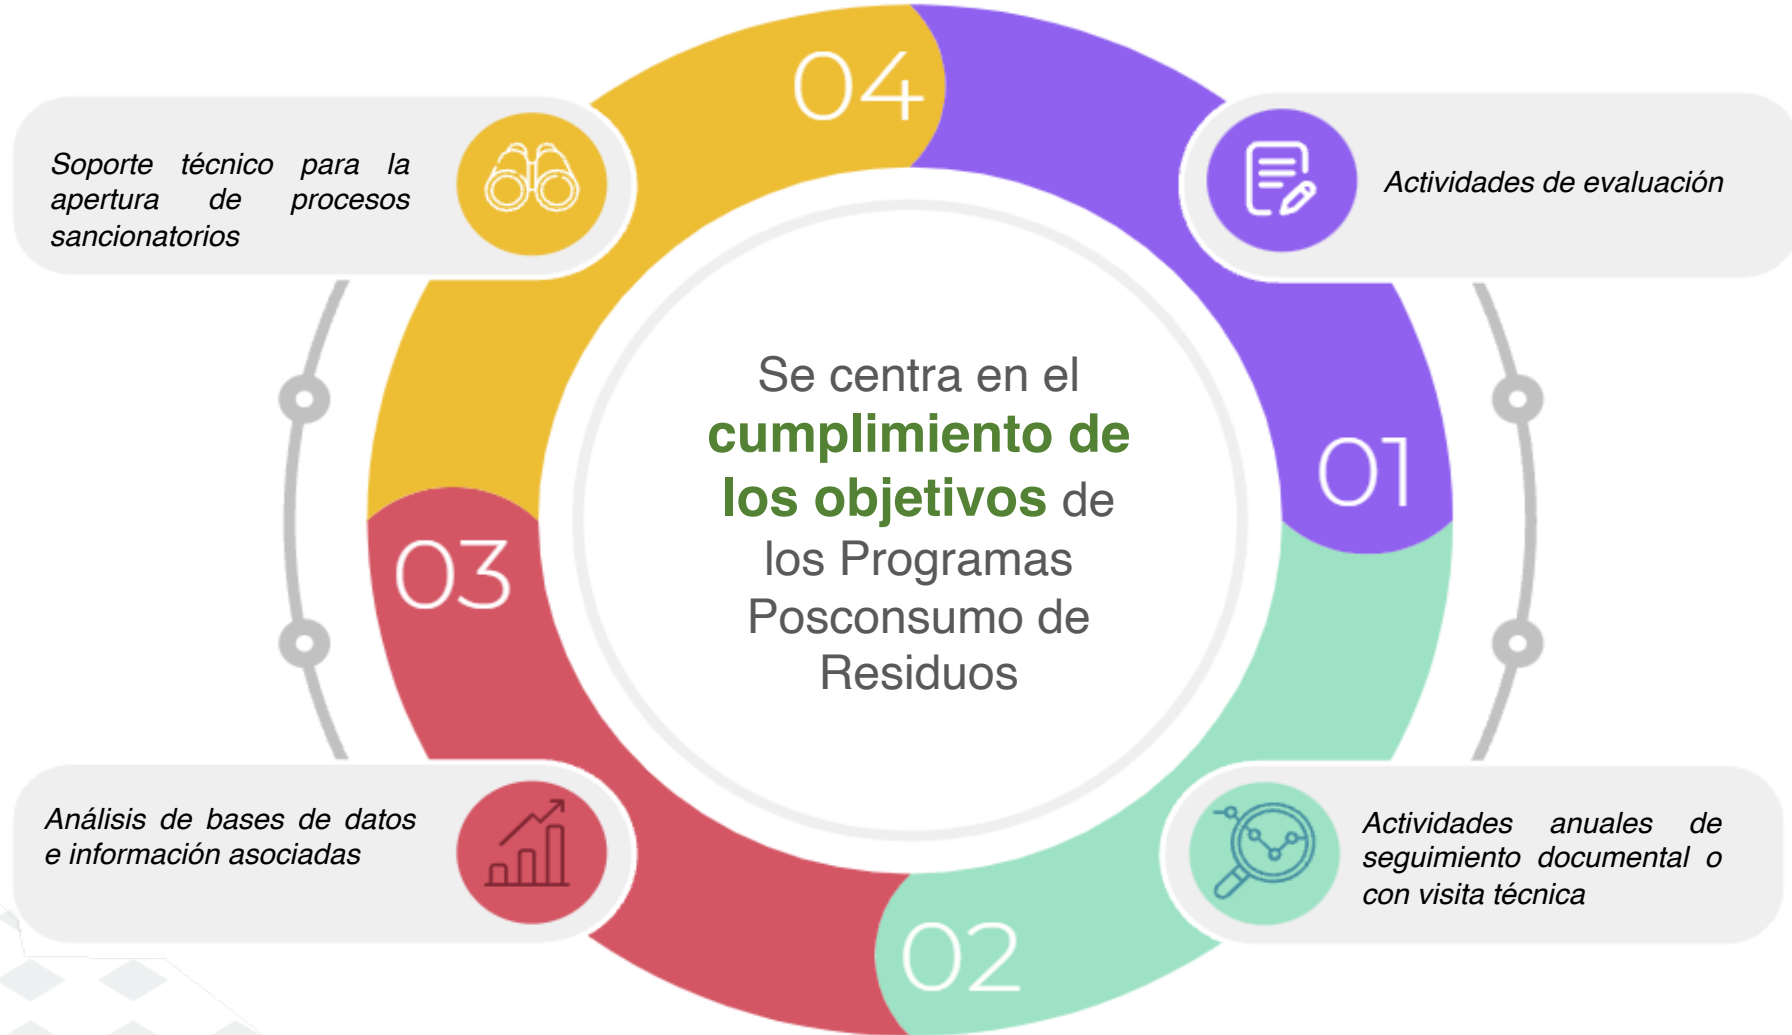 04
Soporte técnico para la
apertura de procesos
sancionatorios
Actividades de evaluación
Se centra en el
cumplimiento de
los objetivos de
los Programas
Posconsumo de
Residuos
01
03
Análisis de bases de datos
e información asociadas
Actividades anuales de
seguimiento documental o
con visita técnica
02